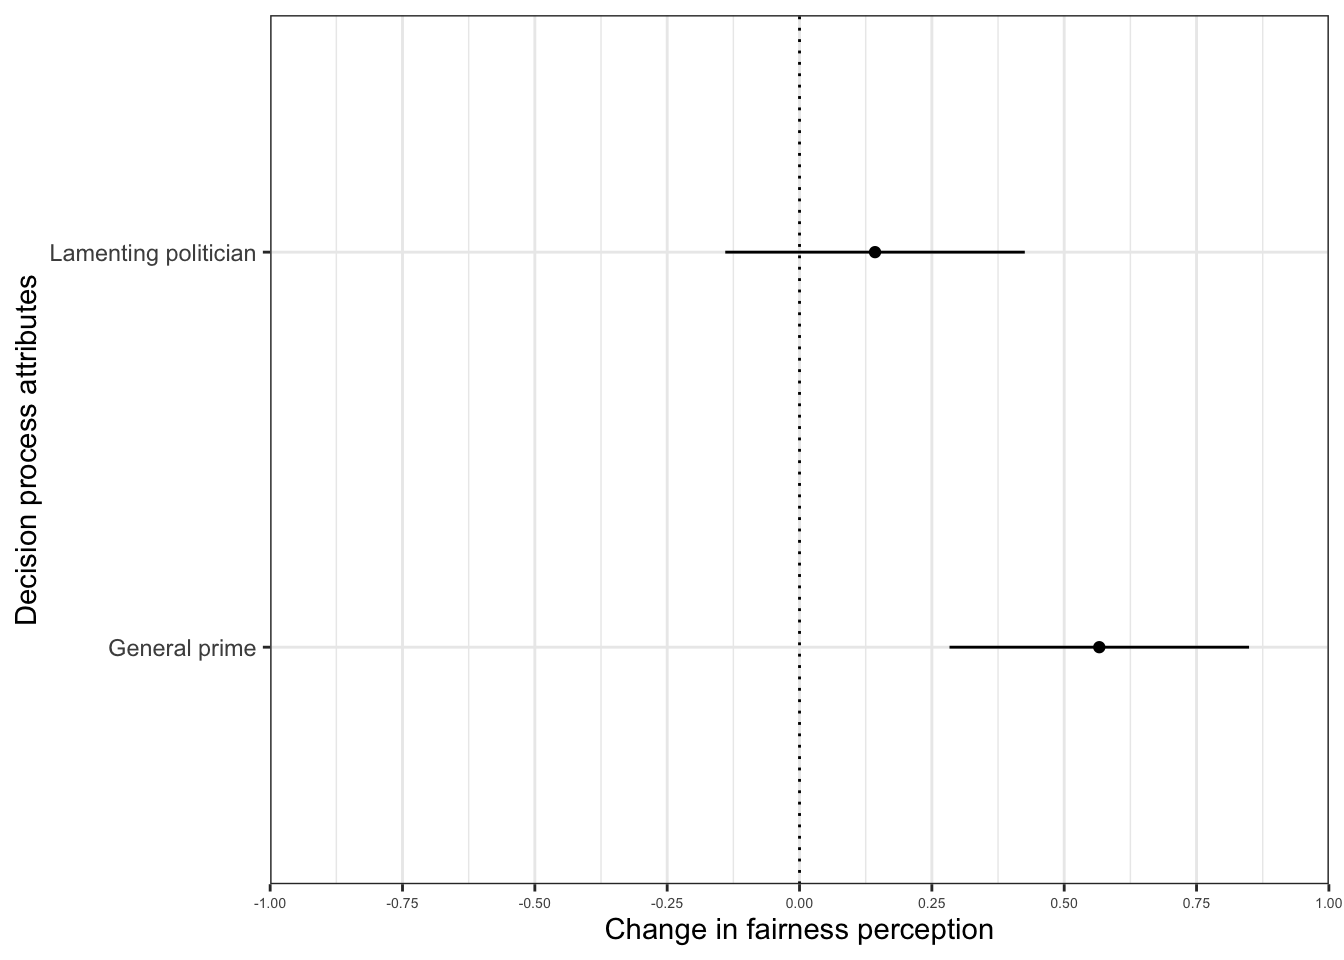 Decision process attributes
Lamenting politician
General prime
-1.00 -0.75 -0.50 -0.25 0.00 0.25 0.50 0.75 1.00
Change in fairness perception